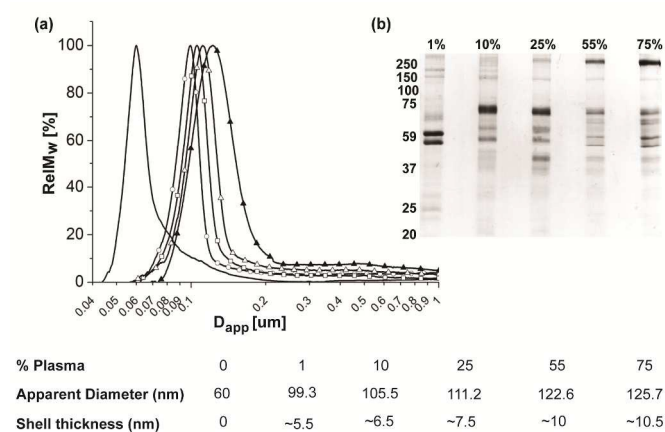 (a)
100
80
60
40
20
0
RelMw [%]
0.04 0.05 0.06 0.07 0.08 0.09 0.1 0.2 0.3 0.4 0.5 0.6 0.7 0.8 0.9 1
Dapp [um]
(b)
1% 10% 25% 55% 75%
250
150
100
75
59
37
25
20
% Plasma 0 1 10 25 55 75
Apparent Diameter (nm) 60 99.3 105.5 111.2 122.6 125.7
Shell thickness (nm) 0 ~5.5 ~6.5 ~7.5 ~10 ~10.5